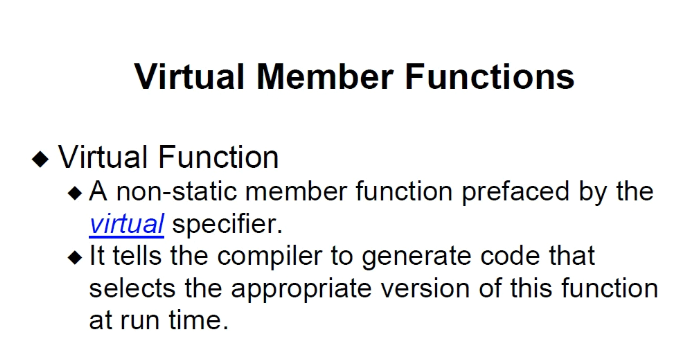 Virtual Member Functions
◆ Virtual Function
◆ A non-static member function prefaced by the
virtual specifier.
◆ It tells the compiler to generate code that
selects the appropriate version of this function
at run time.